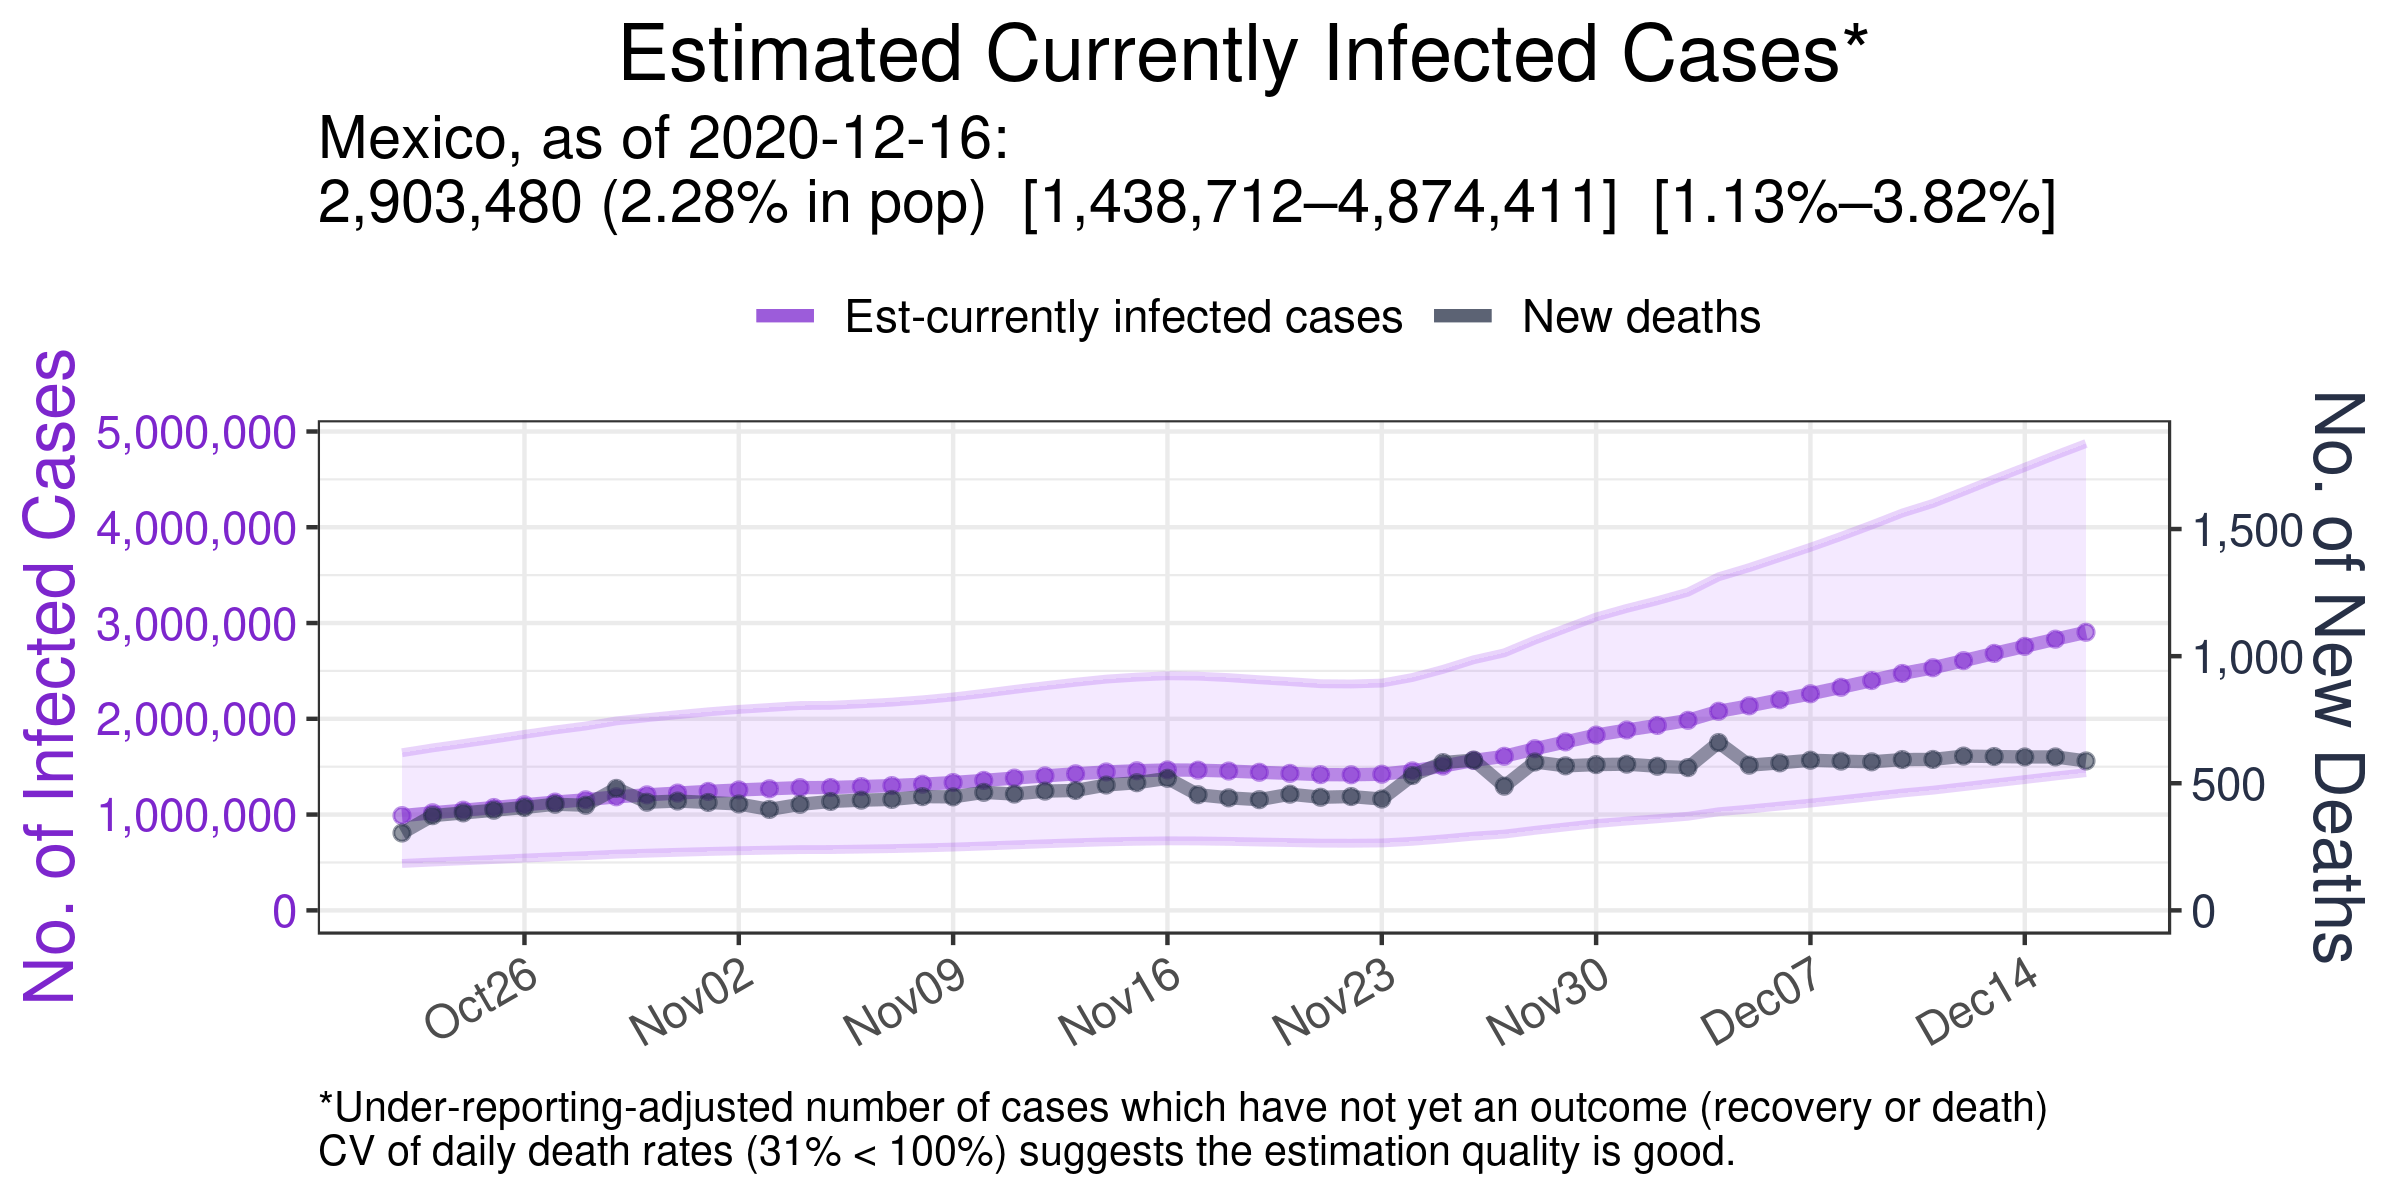 Estimated Currently Infected Cases*
Mexico, as of 2020-12-16:
2,903,480 (2.28% in pop)  [1,438,712–4,874,411]  [1.13%–3.82%]
Est-currently infected cases
New deaths
No. of Infected Cases
5,000,000
4,000,000
3,000,000
2,000,000
1,000,000
0
1,500
1,000
500
0
No. of New Deaths
Oct26
Nov02
Nov09
Nov16
Nov23
Nov30
Dec07
Dec14
*Under-reporting-adjusted number of cases which have not yet an outcome (recovery or death)
CV of daily death rates (31% < 100%) suggests the estimation quality is good.